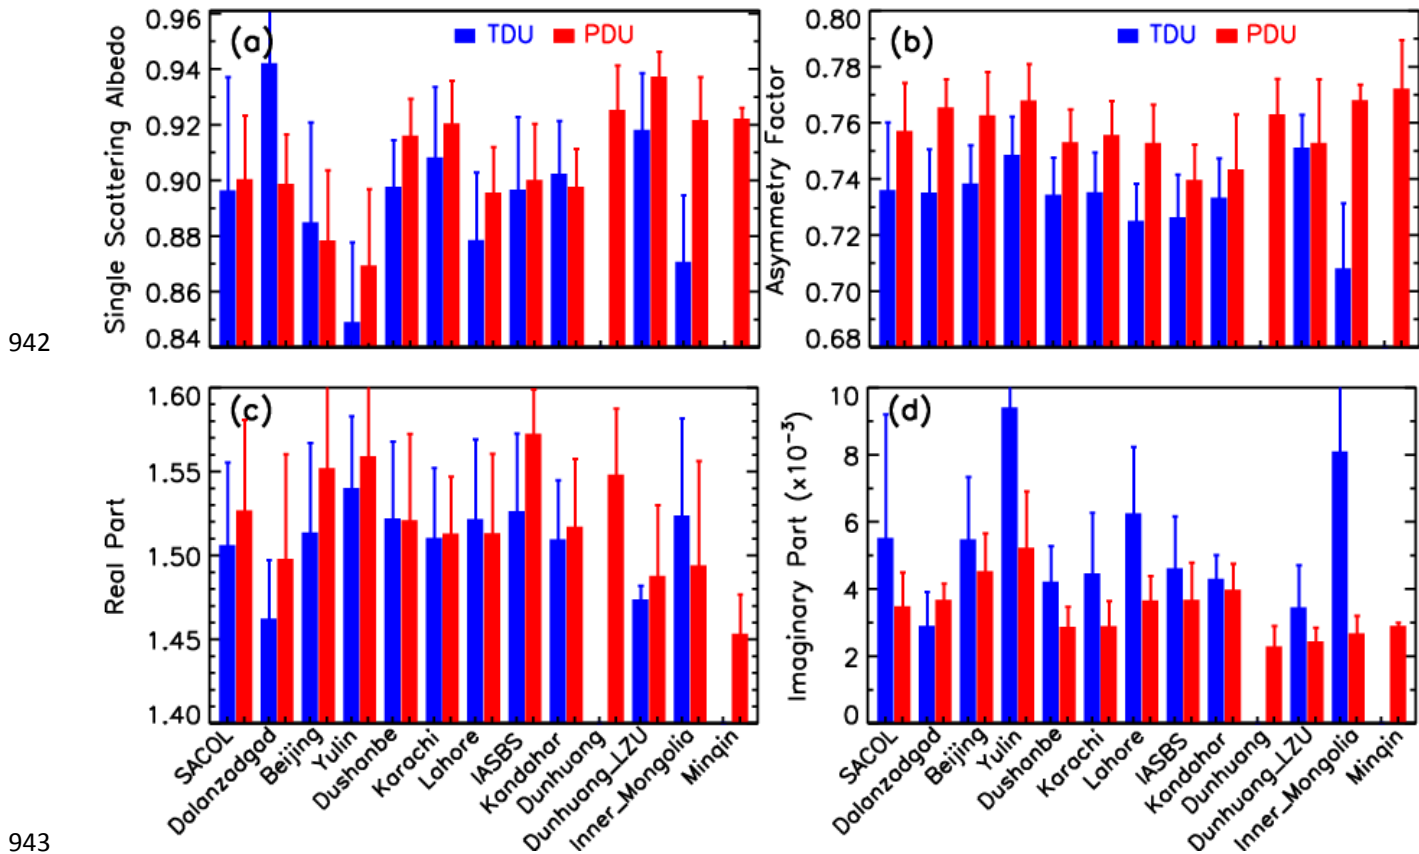 (a)
TDU PDU
Single Scattering Albedo
0.96
0.94
0.92
0.90
0.88
0.86
0.84
(b)
TDU PDU
Asymmetry Factor
0.80
0.78
0.76
0.74
0.72
0.70
0.68
942
(c)
Real Part
1.60
1.55
1.50
1.45
1.40
SACOL
Dalanzadgad
Beijing
Yulin
Dushanbe
Karachi
Lahore
IASBS
Kandahar
Dunhuang
Dunhuang_LZU
Inner_Mongolia
Minqin
(d)
Imaginary Part (x10⁻³)
10
8
6
4
2
0
SACOL
Dalanzadgad
Beijing
Yulin
Dushanbe
Karachi
Lahore
IASBS
Kandahar
Dunhuang
Dunhuang_LZU
Inner_Mongolia
Minqin
943